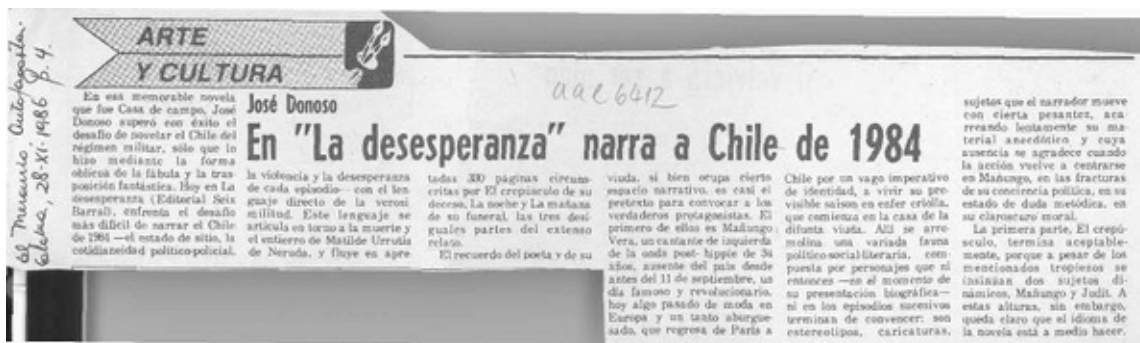 El Mercurio, Antofagasta.
28-XI-1986 p. 4.
ARTE
Y CULTURA
aae6412
José Donoso
En "La desesperanza" narra a Chile de 1984
En esa memorable novela
que fue Casa de campo, José
Donoso superó con éxito el
desafío de novelar el Chile del
régimen militar, sólo que lo
hizo mediante la forma
oblicua de la fábula y la tras-
posición fantástica. Hoy en La
desesperanza (Editorial Seix
Barral), enfrenta el desafío
más difícil de narrar el Chile
de 1984 —el estado de sitio, la
cotidianeidad político-policial,
la violencia y la desesperanza
de cada episodio— con el len
guaje directo de la verosi
militud. Este lenguaje se
articula en torno a la muerte y
el entierro de Matilde Urrutia
de Neruda, y fluye en apre
tadas 330 páginas circuns-
critas por El crepúsculo de su
deceso, La noche y La mañana
de su funeral, las tres desi-
guales partes del extenso
relato.
El recuerdo del poeta y de su
viuda, si bien ocupa cierto
espacio narrativo, es casi el
pretexto para convocar a los
verdaderos protagonistas. El
primero de ellos es Mañungo
Vera, un cantante de izquierda
de la onda post-hippie de 34
años, ausente del país desde
antes del 11 de septiembre, un
día famoso y revolucionario,
hoy algo pasado de moda en
Europa y un tanto aburgue-
sado, que regresa de París a
Chile por un vago imperativo
de identidad, a vivir su pre-
visible saison en enfer criolla,
que comienza en la casa de la
difunta viuda. Allí se arre-
molina una variada fauna
político-social-literaria, com-
puesta por personajes que ni
entonces —en el momento de
su presentación biográfica—
ni en los episodios sucesivos
terminan de convencer: son
estereotipos, caricaturas,
sujetos que el narrador mueve
con cierta pesantez, aca-
rreando lentamente su ma-
terial anecdótico y cuya
ausencia se agradece cuando
la acción vuelve a centrarse
en Mañungo, en las fracturas
de su conciencia política, en su
estado de duda metódica, en
su claroscuro moral.
La primera parte, El crepú-
sculo, termina aceptable-
mente, porque a pesar de los
mencionados tropiezos se
insinúan dos sujetos di-
námicos, Mañungo y Judit. A
estas alturas, sin embargo,
queda claro que el idioma de
la novela está a medio hacer,